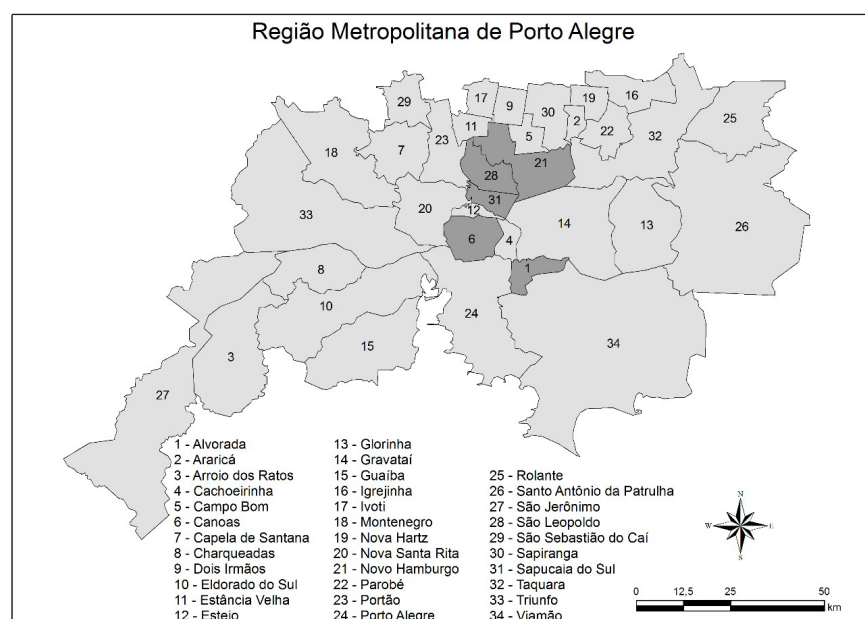 Região Metropolitana de Porto Alegre
29
17
9
30
19
16
25
11
5
2
22
32
18
7
23
21
28
31
33
20
12
14
13
26
6
4
1
8
10
24
34
15
3
27
1 - Alvorada
2 - Araricá
3 - Arroio dos Ratos
4 - Cachoeirinha
5 - Campo Bom
6 - Canoas
7 - Capela de Santana
8 - Charqueadas
9 - Dois Irmãos
10 - Eldorado do Sul
11 - Estância Velha
12 - Esteio
13 - Glorinha
14 - Gravataí
15 - Guaíba
16 - Igrejinha
17 - Ivoti
18 - Montenegro
19 - Nova Hartz
20 - Nova Santa Rita
21 - Novo Hamburgo
22 - Parobé
23 - Portão
24 - Porto Alegre
25 - Rolante
26 - Santo Antônio da Patrulha
27 - São Jerônimo
28 - São Leopoldo
29 - São Sebastião do Caí
30 - Sapiranga
31 - Sapucaia do Sul
32 - Taquara
33 - Triunfo
34 - Viamão
N
W E
S
0 12,5 25 50
km